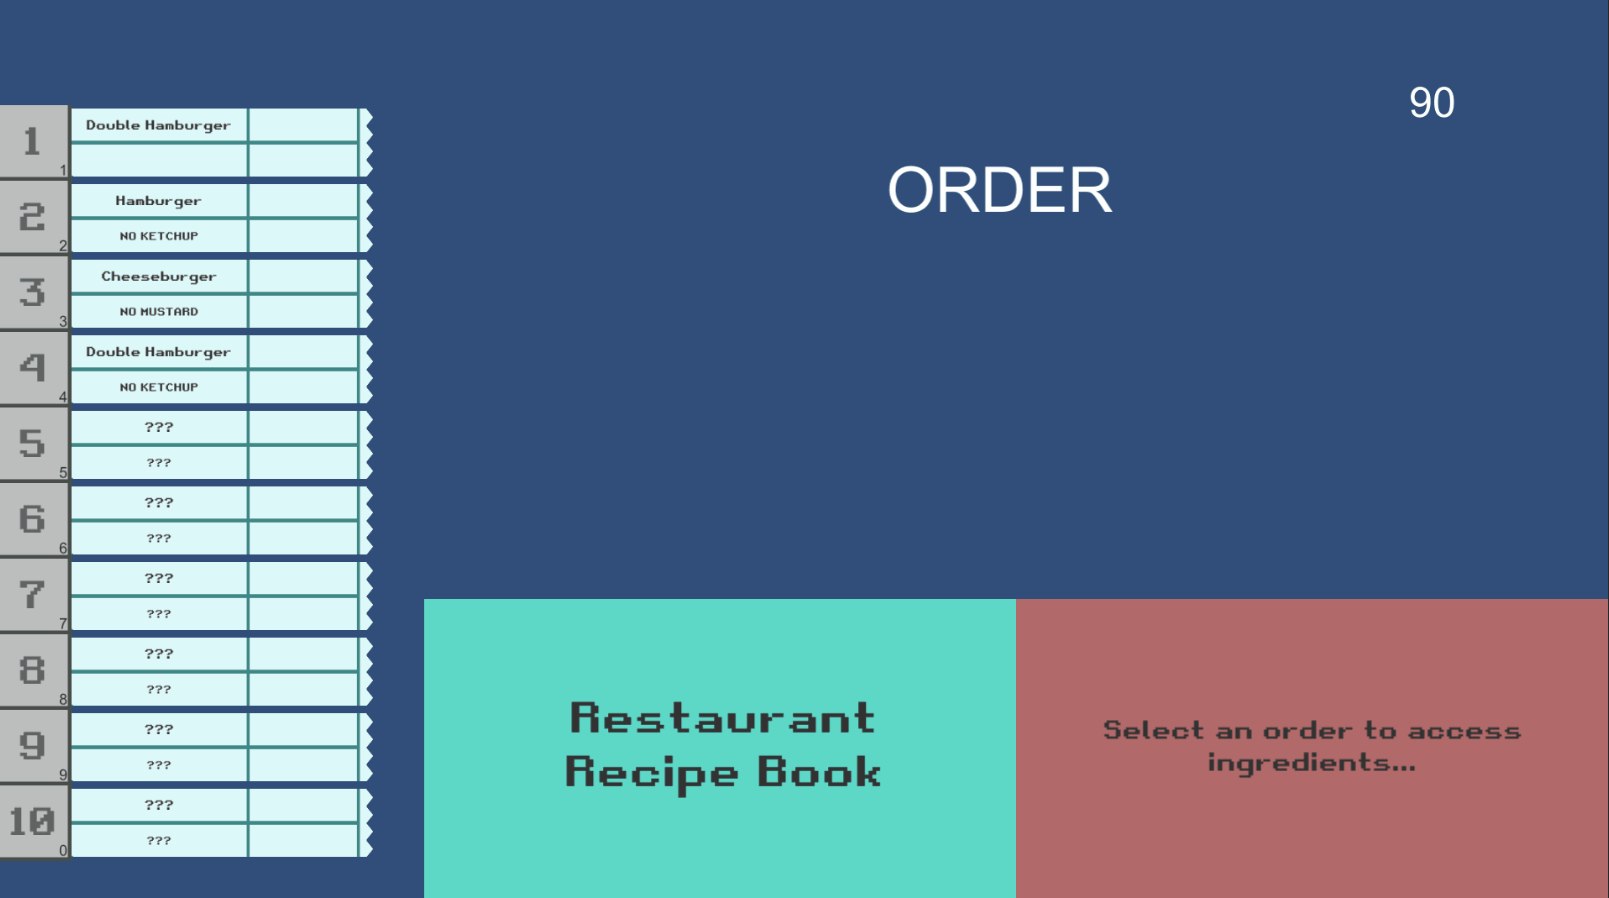 90
ORDER
1
1
Double Hamburger
2
2
Hamburger
NO KETCHUP
3
3
Cheeseburger
NO MUSTARD
4
4
Double Hamburger
NO KETCHUP
5
5
???
???
6
6
???
???
7
7
???
???
8
8
???
???
9
9
???
???
10
0
???
???
Restaurant
Recipe Book
Select an order to access
ingredients...